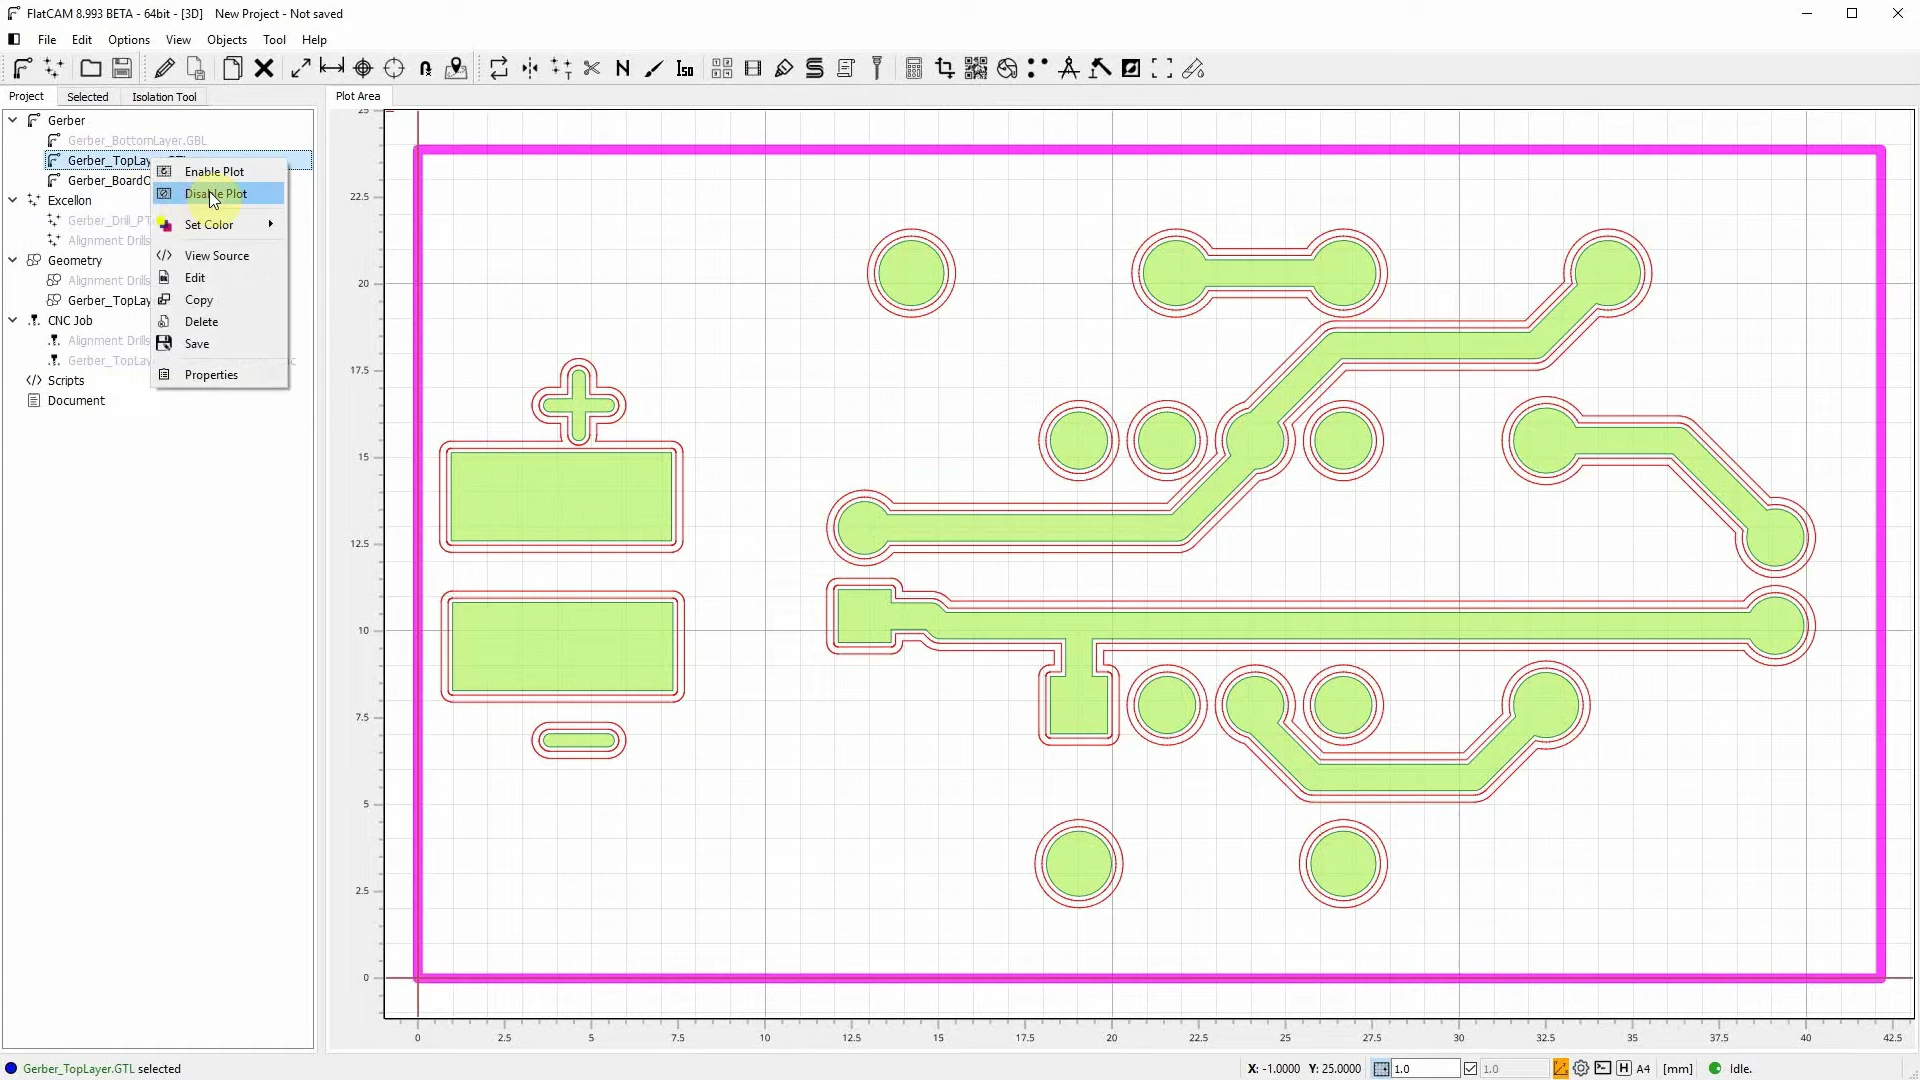 FlatCAM 8.993 BETA - 64bit - [3D]    New Project - Not saved
File Edit Options View Objects Tool Help
Iso
Project Selected Isolation Tool
Plot Area
Gerber
Gerber_BottomLayer.GBL
Gerber_TopLay
Gerber_BoardO
Excellon
Gerber_Drill_PT
Alignment Drills
Geometry
Alignment Drills
Gerber_TopLay
CNC Job
Alignment Drills
Gerber_TopLay
Scripts
Document
Enable Plot
Disable Plot
Set Color
View Source
Edit
Copy
Delete
Save
Properties
25
22.5
20
17.5
15
12.5
10
7.5
5
2.5
0
0 2.5 5 7.5 10 12.5 15 17.5 20 22.5 25 27.5 30 32.5 35 37.5 40 42.5
Gerber_TopLayer.GTL selected
X: -1.0000 Y: 25.0000 1.0 1.0 H A4 [mm] Idle.